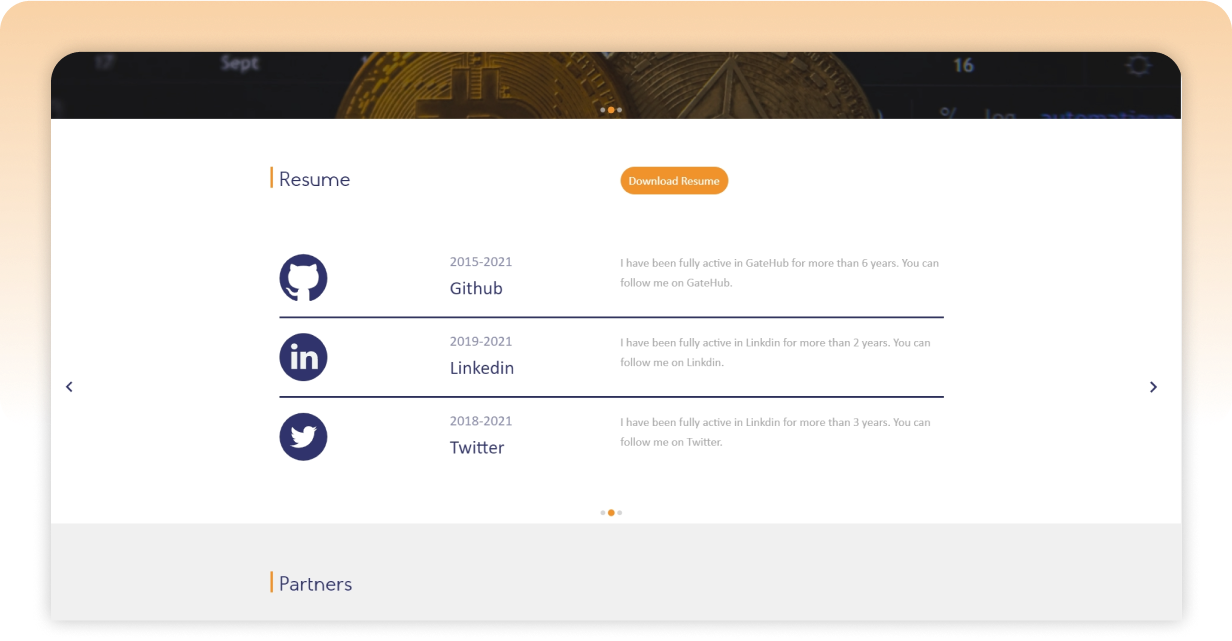 17 Sept 16
% log automatique
Resume
Download Resume
2015-2021
Github
I have been fully active in GateHub for more than 6 years. You can
follow me on GateHub.
in
2019-2021
Linkedin
I have been fully active in Linkdin for more than 2 years. You can
follow me on Linkdin.
2018-2021
Twitter
I have been fully active in Linkdin for more than 3 years. You can
follow me on Twitter.
Partners